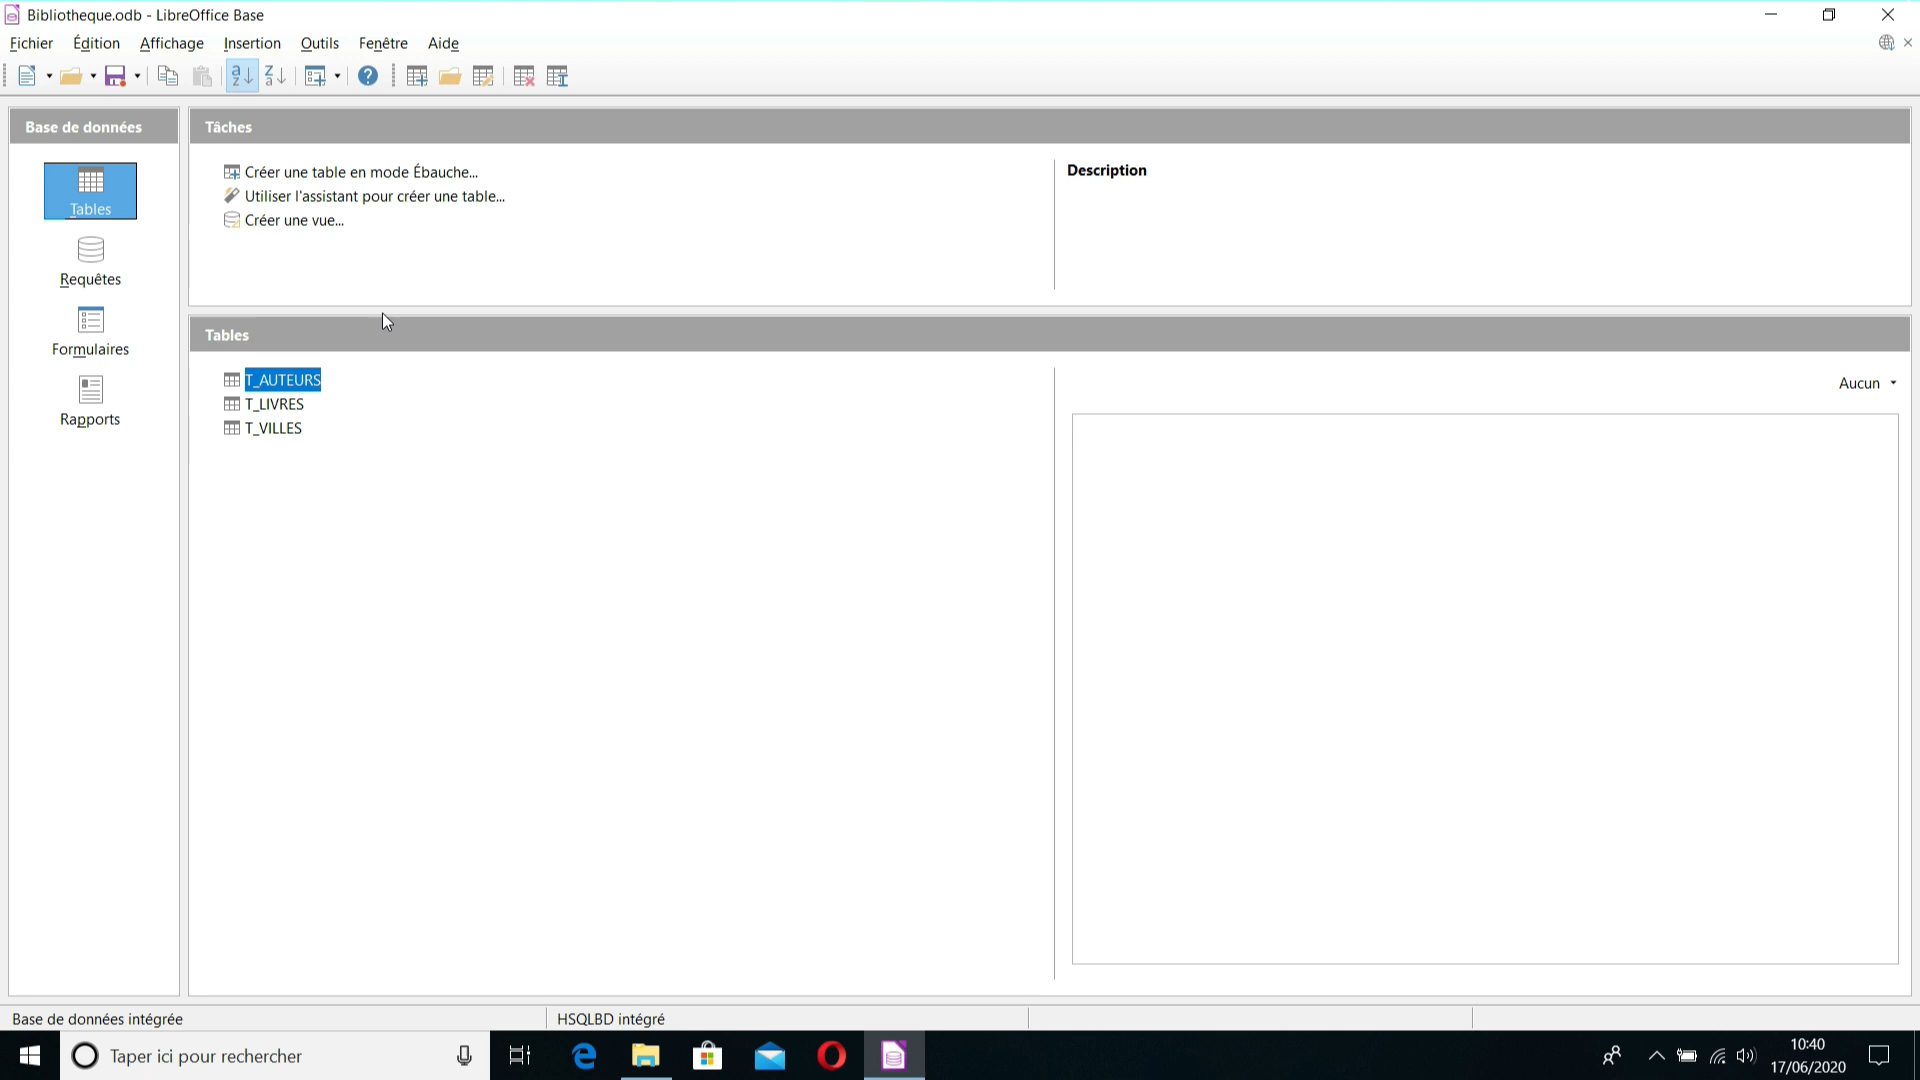 Bibliotheque.odb - LibreOffice Base
Fichier Édition Affichage Insertion Outils Fenêtre Aide
Base de données
Tables
Requêtes
Formulaires
Rapports
Tâches
Créer une table en mode Ébauche...
Utiliser l'assistant pour créer une table...
Créer une vue...
Description
Tables
T_AUTEURS
T_LIVRES
T_VILLES
Aucun
Base de données intégrée
HSQLBD intégré
Taper ici pour rechercher
10:40
17/06/2020